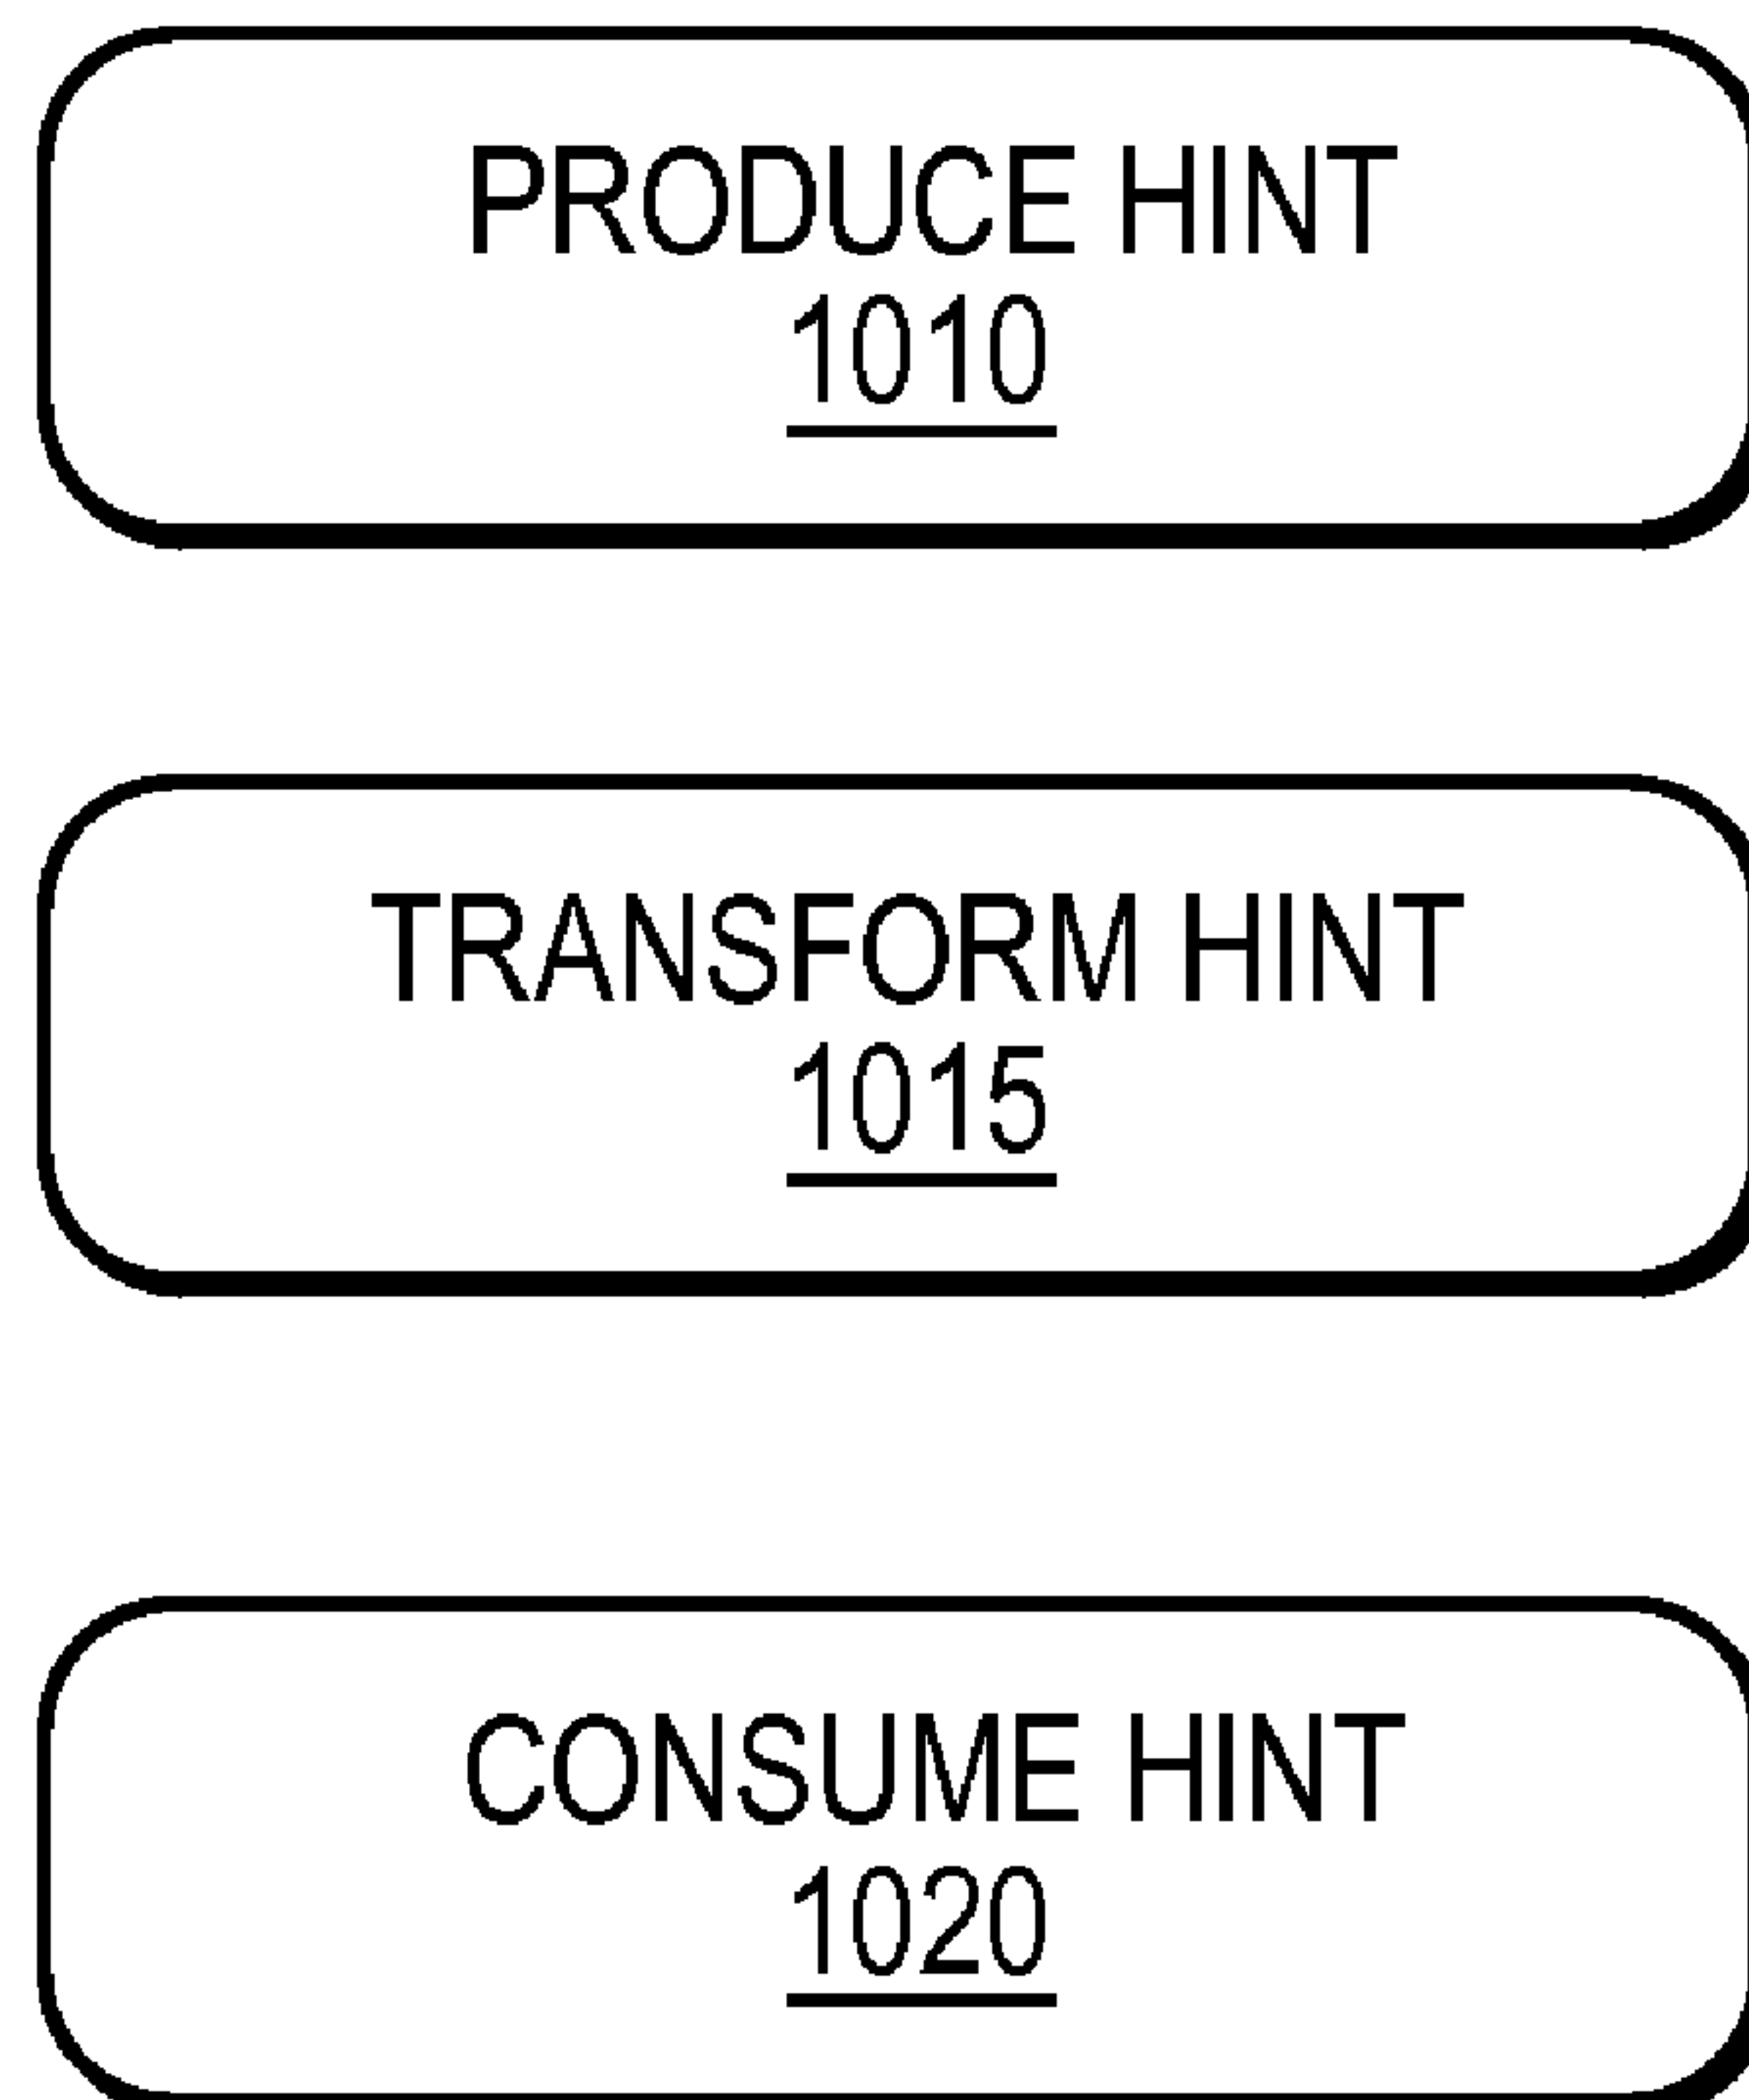 PRODUCE HINT
1010
TRANSFORM HINT
1015
CONSUME HINT
1020